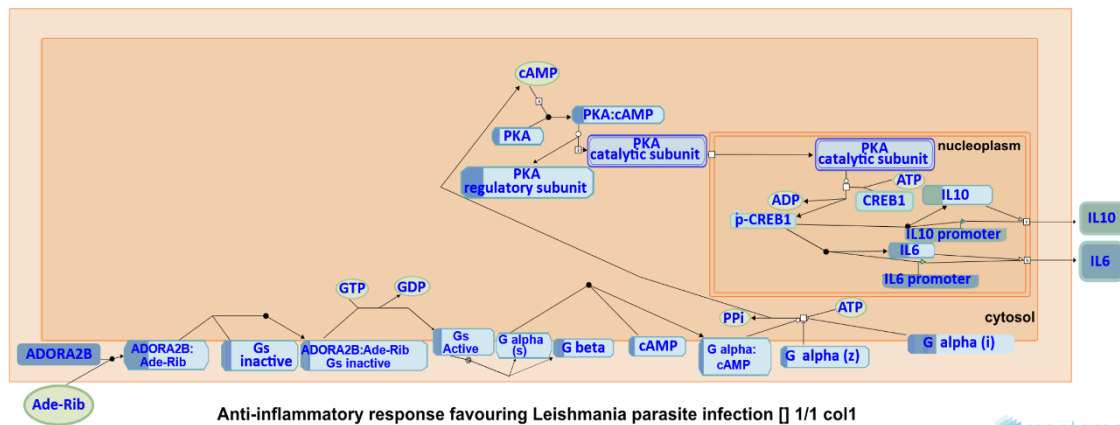 cAMP
PKA:cAMP
PKA
PKA
catalytic subunit
PKA
regulatory subunit
PKA
catalytic subunit
nucleoplasm
ATP
ADP
CREB1
IL10
p-CREB1
IL10 promoter
IL10
IL6
IL6 promoter
IL6
GTP
GDP
PPi
ATP
cytosol
ADORA2B
ADORA2B:
Ade-Rib
Gs
inactive
ADORA2B:Ade-Rib
Gs inactive
Gs
Active
G alpha
(s)
G beta
cAMP
G alpha:
cAMP
G alpha (z)
G alpha (i)
Ade-Rib
Anti-inflammatory response favouring Leishmania parasite infection [] 1/1 col1